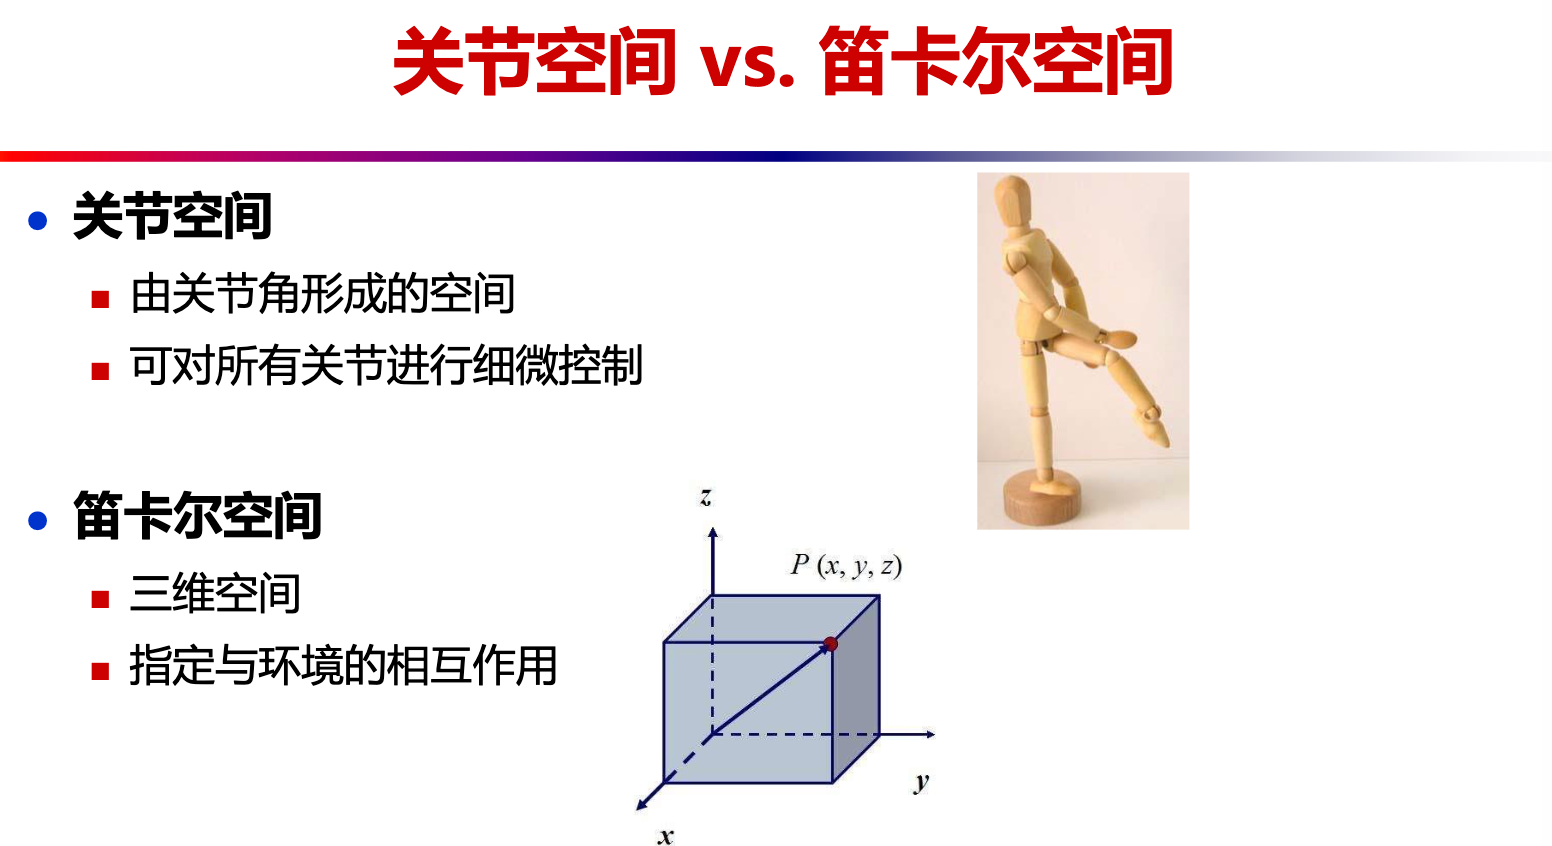 关节空间 vs. 笛卡尔空间
关节空间
由关节角形成的空间
可对所有关节进行细微控制
笛卡尔空间
三维空间
指定与环境的相互作用
z
P (x, y, z)
y
x